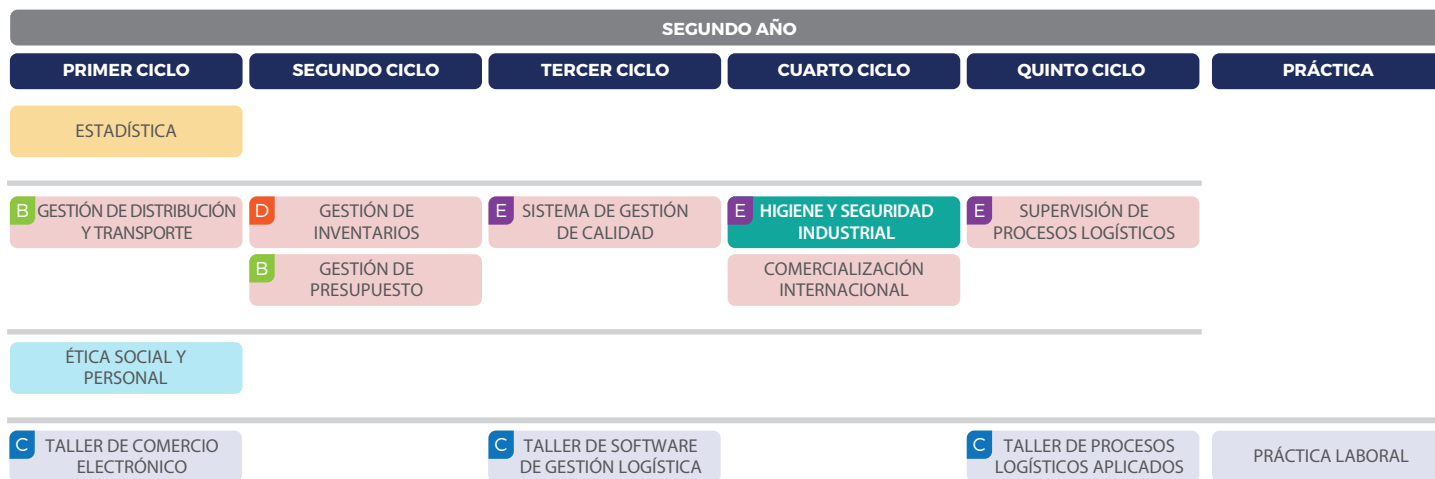 SEGUNDO AÑO
PRIMER CICLO
SEGUNDO CICLO
TERCER CICLO
CUARTO CICLO
QUINTO CICLO
PRÁCTICA
ESTADÍSTICA
B GESTIÓN DE DISTRIBUCIÓN
Y TRANSPORTE
D GESTIÓN DE
INVENTARIOS
E SISTEMA DE GESTIÓN
DE CALIDAD
E HIGIENE Y SEGURIDAD
INDUSTRIAL
E SUPERVISIÓN DE
PROCESOS LOGÍSTICOS
B GESTIÓN DE
PRESUPUESTO
COMERCIALIZACIÓN
INTERNACIONAL
ÉTICA SOCIAL Y
PERSONAL
C TALLER DE COMERCIO
ELECTRÓNICO
C TALLER DE SOFTWARE
DE GESTIÓN LOGÍSTICA
C TALLER DE PROCESOS
LOGÍSTICOS APLICADOS
PRÁCTICA LABORAL